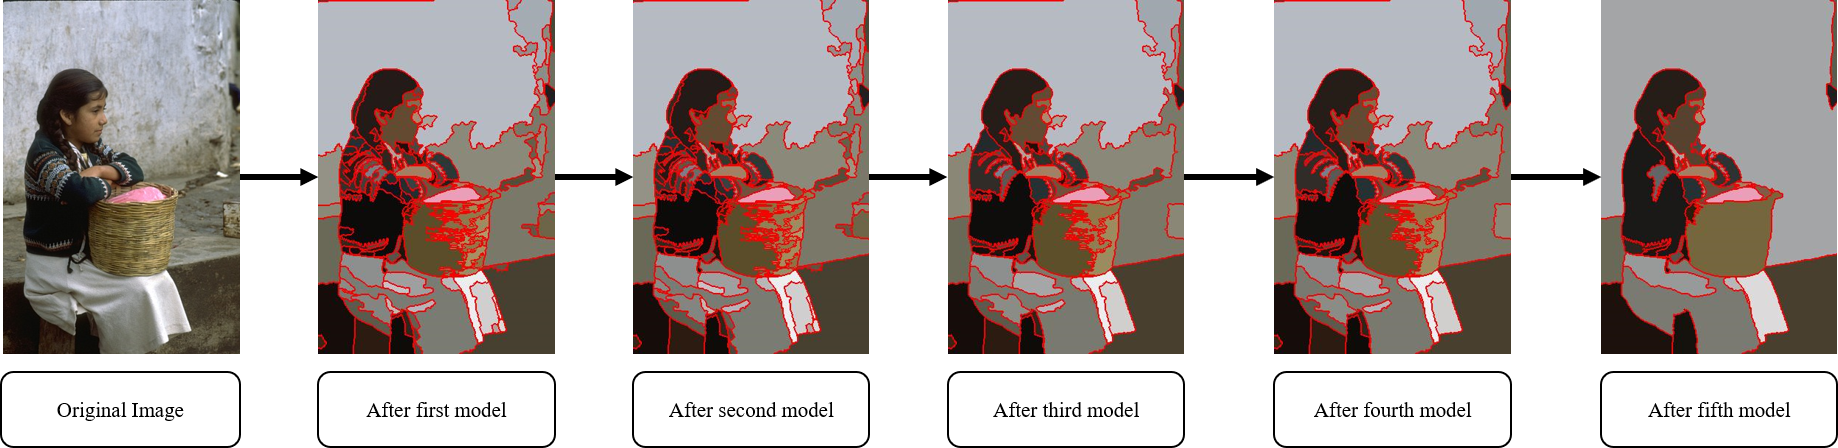 Original Image
After first model
After second model
After third model
After fourth model
After fifth model